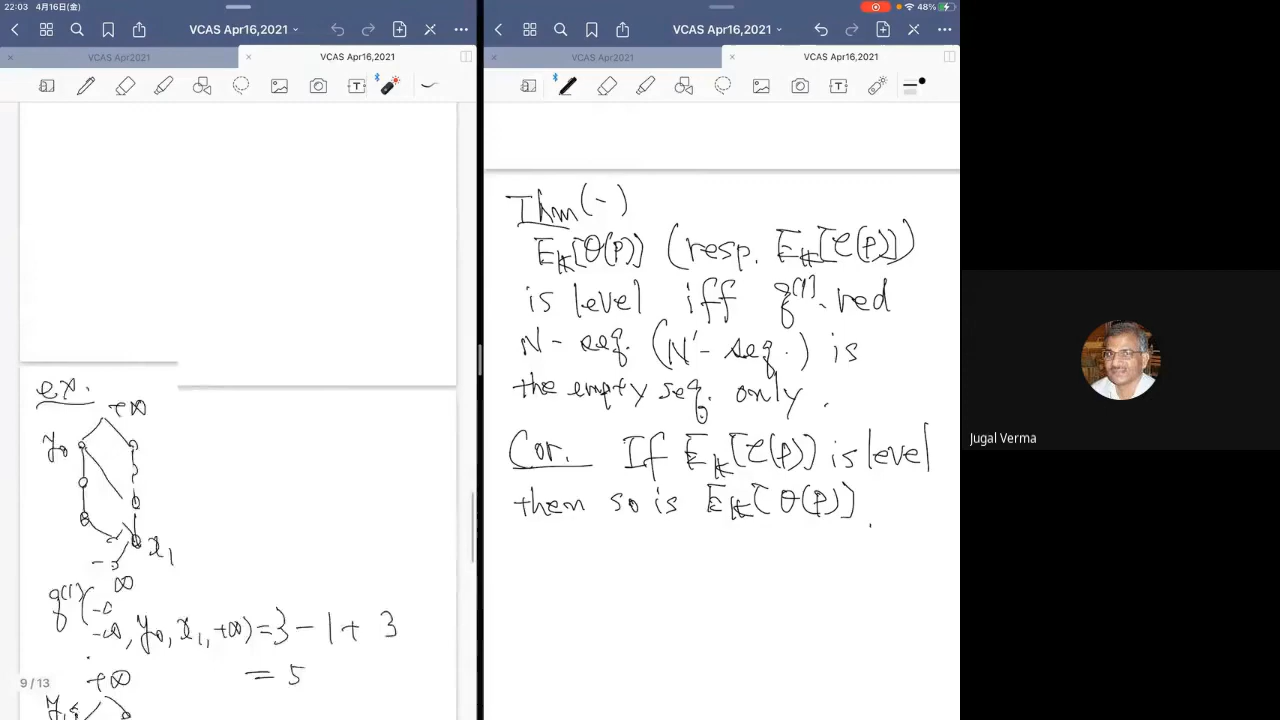 22:03 4月16日(金)
48%
VCAS Apr16,2021
VCAS Apr16,2021
VCAS Apr2021
VCAS Apr16,2021
VCAS Apr2021
VCAS Apr16,2021
ex.
+∞
y₀
x₁
-∞
q⁽¹⁾(-∞, y₀, x₁, +∞) = 3 - 1 + 3
= 5
+∞
9 / 13
Thm (-)
E_𝕜[O(P)] (resp. E_𝕜[C(P)])
is level iff q⁽¹⁾-red
N-seq. (N'-seq.) is
the empty seq. only.
Cor. If E_𝕜[C(P)] is level
then so is E_𝕜[O(P)].
Jugal Verma